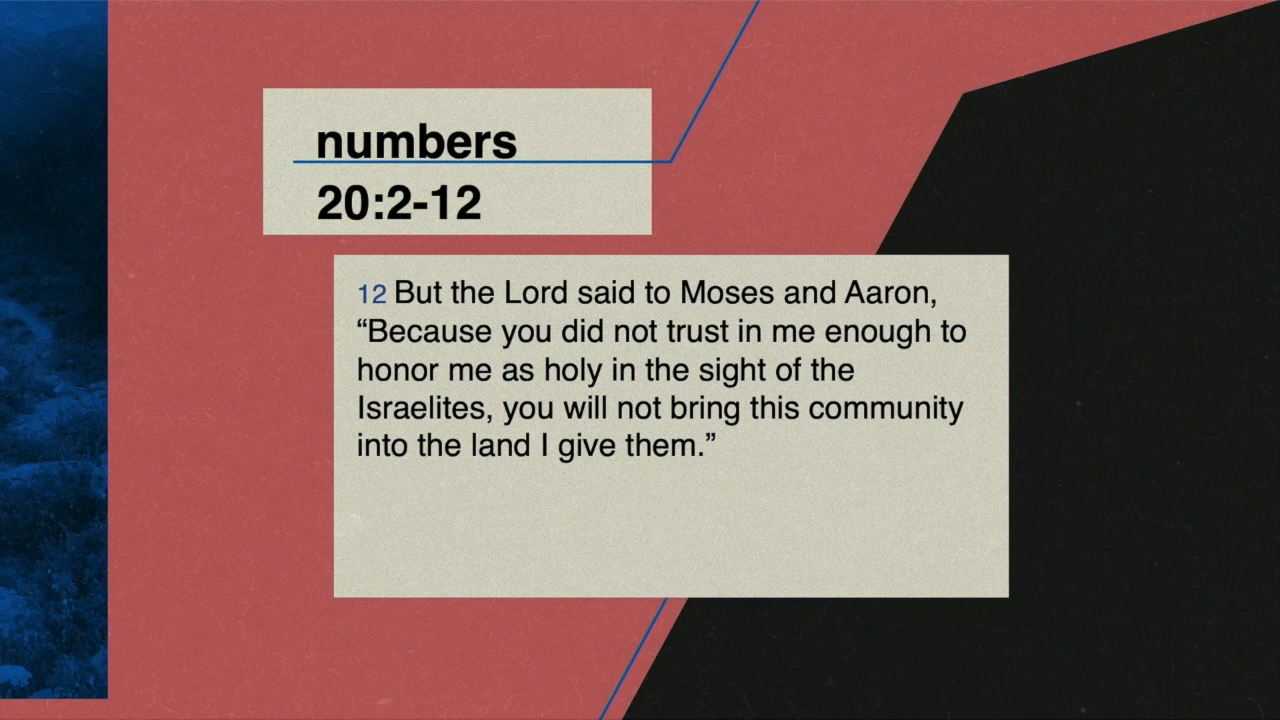 numbers
20:2-12
12 But the Lord said to Moses and Aaron,
“Because you did not trust in me enough to
honor me as holy in the sight of the
Israelites, you will not bring this community
into the land I give them.”